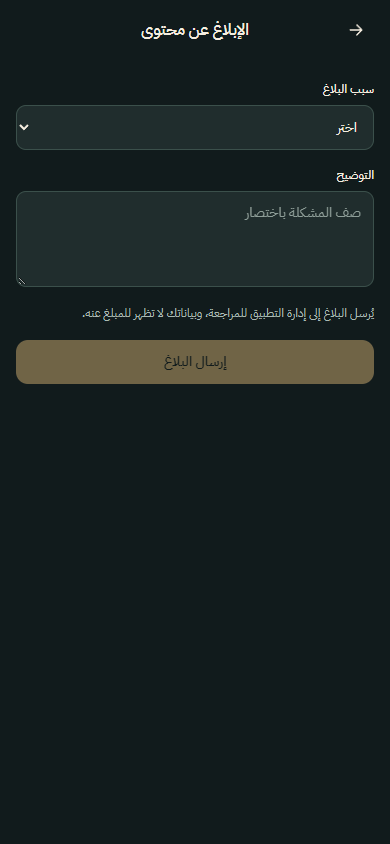 الإبلاغ عن محتوى
سبب البلاغ
اختر
التوضيح
صف المشكلة باختصار
يُرسل البلاغ إلى إدارة التطبيق للمراجعة، وبياناتك لا تظهر للمبلغ عنه.
إرسال البلاغ